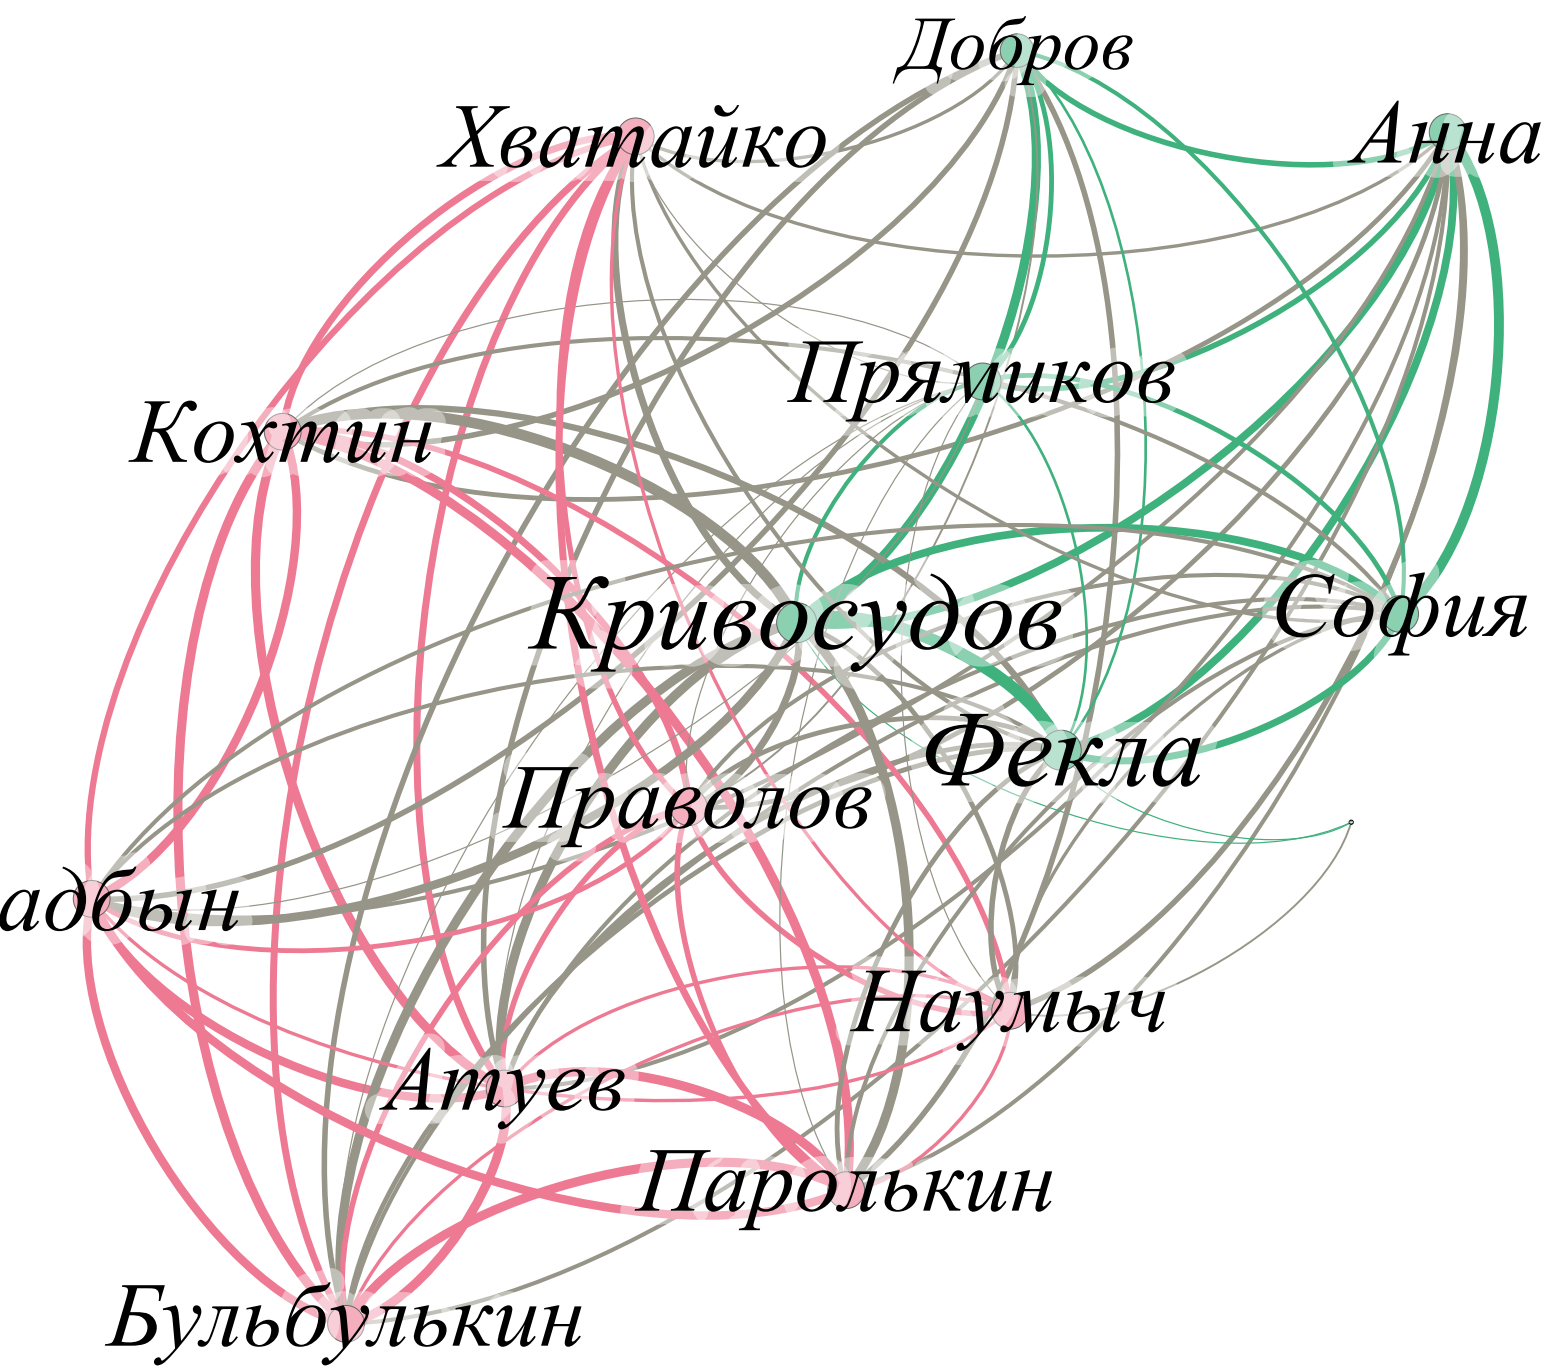 Добров
Хватайко
Анна
Прямиков
Кохтин
Кривосудов
София
Фекла
Праволов
адбын
Наумыч
Атуев
Паролькин
Бульбулькин